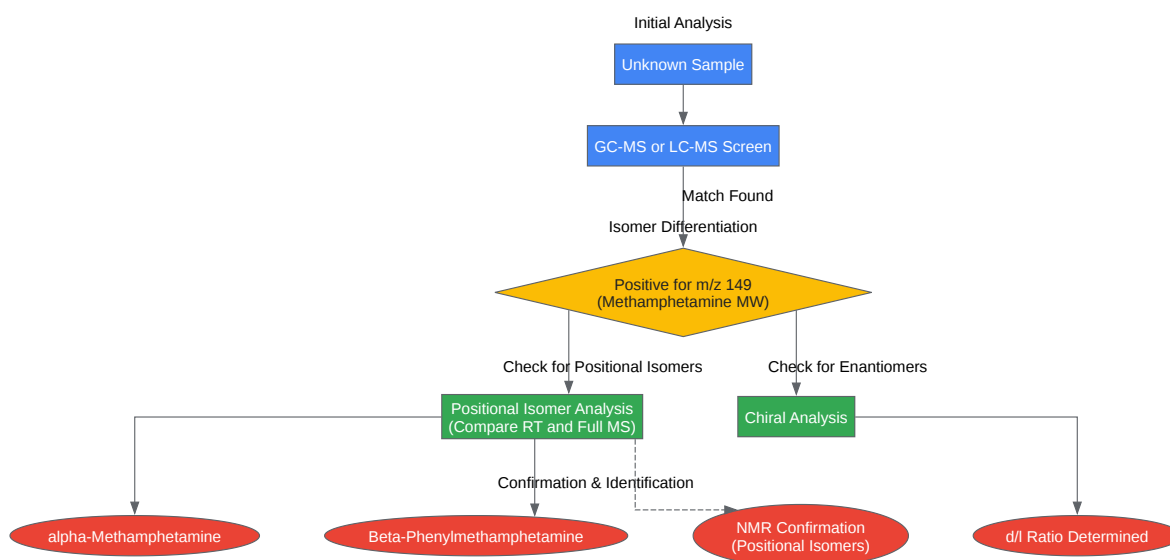 Initial Analysis
Unknown Sample
GC-MS or LC-MS Screen
Match Found
Isomer Differentiation
Positive for m/z 149
(Methamphetamine MW)
Check for Positional Isomers
Check for Enantiomers
Positional Isomer Analysis
(Compare RT and Full MS)
Chiral Analysis
Confirmation & Identification
alpha-Methamphetamine
Beta-Phenylmethamphetamine
NMR Confirmation
(Positional Isomers)
d/l Ratio Determined